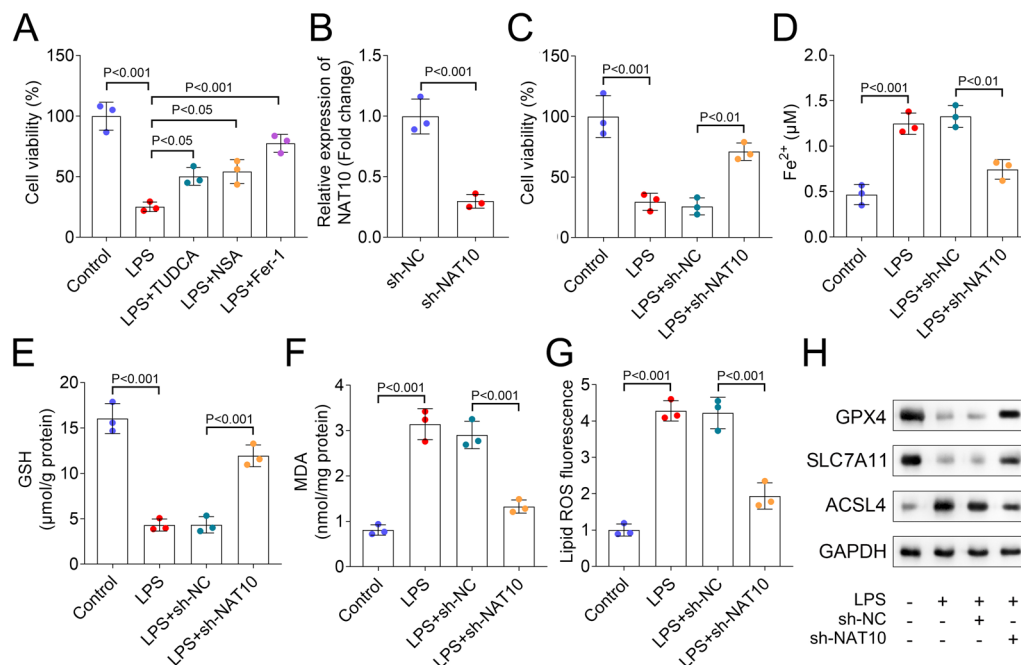 A
Cell viability (%)
150
100
50
0
P<0.001
P<0.001
P<0.05
P<0.05
Control
LPS
LPS+TUDCA
LPS+NSA
LPS+Fer-1
B
Relative expression of
NAT10 (Fold change)
1.5
1.0
0.5
0.0
P<0.001
sh-NC
sh-NAT10
C
Cell viability (%)
150
100
50
0
P<0.001
P<0.01
Control
LPS
LPS+sh-NC
LPS+sh-NAT10
D
Fe2+ (μM)
2.0
1.5
1.0
0.5
0.0
P<0.001
P<0.01
Control
LPS
LPS+sh-NC
LPS+sh-NAT10
E
GSH
(μmol/g protein)
20
15
10
5
0
P<0.001
P<0.001
Control
LPS
LPS+sh-NC
LPS+sh-NAT10
F
MDA
(nmol/mg protein)
4
3
2
1
0
P<0.001
P<0.001
Control
LPS
LPS+sh-NC
LPS+sh-NAT10
G
Lipid ROS fluorescence
5
4
3
2
1
0
P<0.001
P<0.001
Control
LPS
LPS+sh-NC
LPS+sh-NAT10
H
GPX4
SLC7A11
ACSL4
GAPDH
LPS - + + +
sh-NC - - + -
sh-NAT10 - - - +